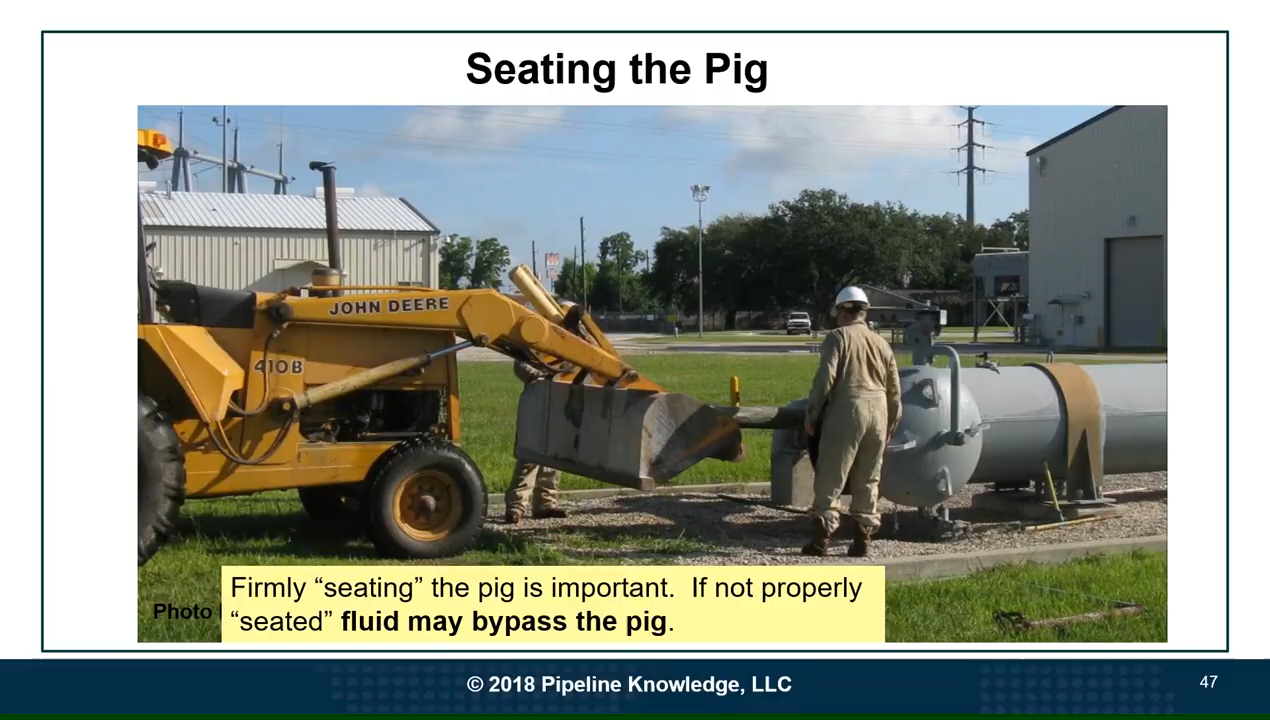 Seating the Pig
JOHN DEERE
410B
Firmly “seating” the pig is important. If not properly
“seated” fluid may bypass the pig.
Photo
© 2018 Pipeline Knowledge, LLC
47